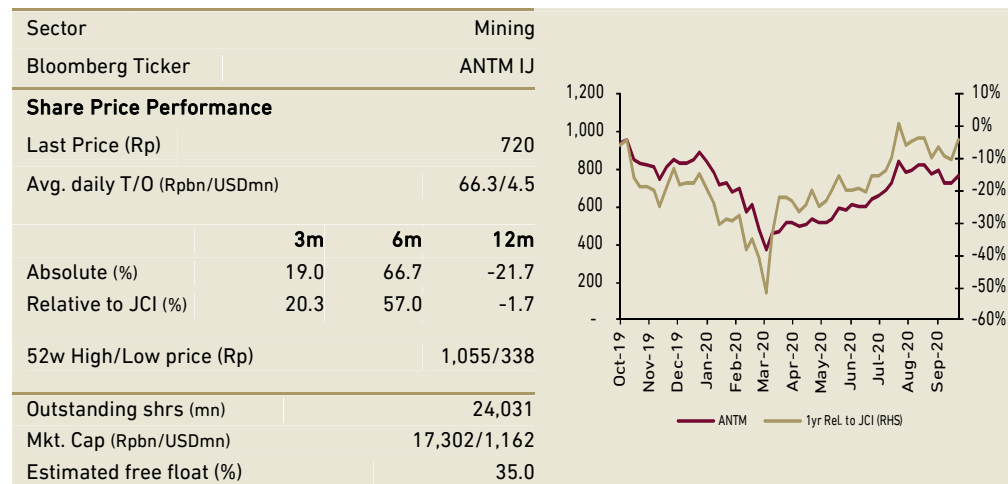 Sector Mining
Bloomberg Ticker ANTM IJ
Share Price Performance
Last Price (Rp) 720
Avg. daily T/O (Rpbn/USDmn) 66.3/4.5
3m 6m 12m
Absolute (%) 19.0 66.7 -21.7
Relative to JCI (%) 20.3 57.0 -1.7
52w High/Low price (Rp) 1,055/338
Outstanding shrs (mn) 24,031
Mkt. Cap (Rpbn/USDmn) 17,302/1,162
Estimated free float (%) 35.0
1,200
1,000
800
600
400
200
-
10%
0%
-10%
-20%
-30%
-40%
-50%
-60%
Oct-19
Nov-19
Dec-19
Jan-20
Feb-20
Mar-20
Apr-20
May-20
Jun-20
Jul-20
Aug-20
Sep-20
ANTM 1yr Rel. to JCI (RHS)